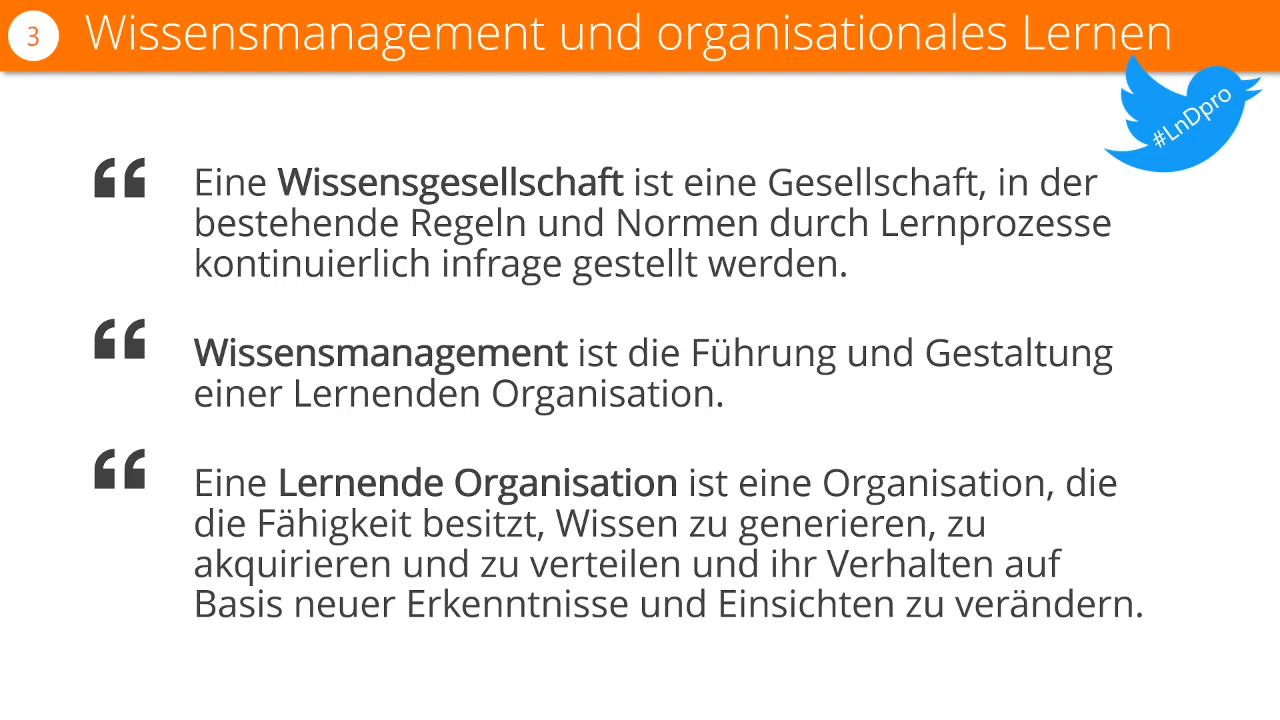 3
Wissensmanagement und organisationales Lernen
#LnDpro
“ Eine Wissensgesellschaft ist eine Gesellschaft, in der
bestehende Regeln und Normen durch Lernprozesse
kontinuierlich infrage gestellt werden.
“ Wissensmanagement ist die Führung und Gestaltung
einer Lernenden Organisation.
“ Eine Lernende Organisation ist eine Organisation, die
die Fähigkeit besitzt, Wissen zu generieren, zu
akquirieren und zu verteilen und ihr Verhalten auf
Basis neuer Erkenntnisse und Einsichten zu verändern.